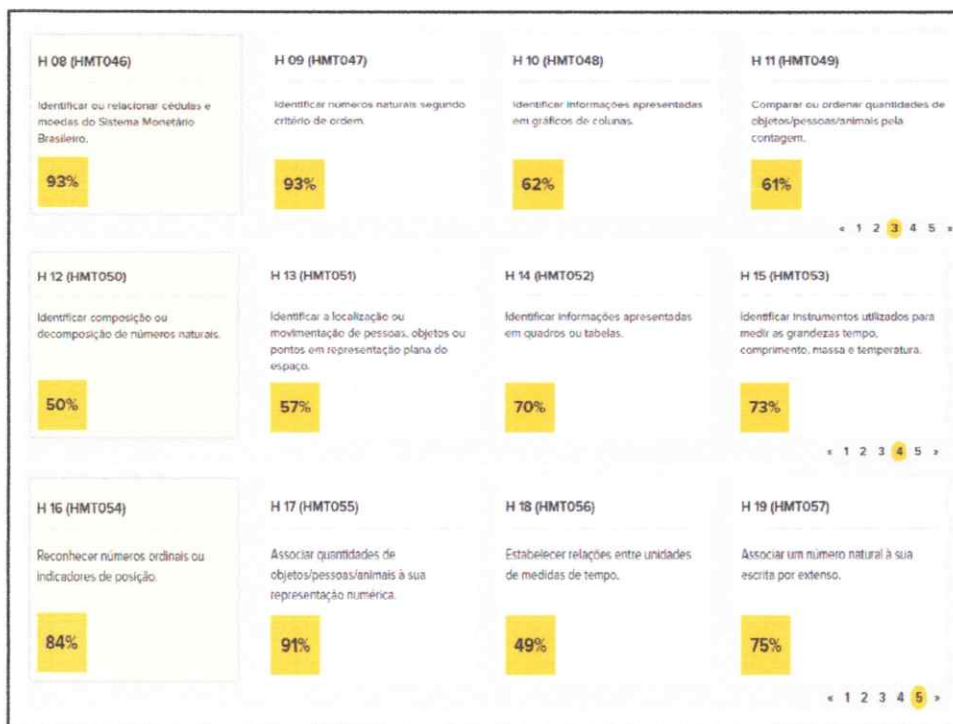 H 08 (HMT046)
Identificar ou relacionar cédulas e
moedas do Sistema Monetário
Brasileiro.
93%
H 09 (HMT047)
Identificar números naturais segundo
critério de ordem.
93%
H 10 (HMT048)
Identificar informações apresentadas
em gráficos de colunas.
62%
H 11 (HMT049)
Comparar ou ordenar quantidades de
objetos/pessoas/animais pela
contagem.
61%
« 1 2 3 4 5 »
H 12 (HMT050)
Identificar composição ou
decomposição de números naturais.
50%
H 13 (HMT051)
Identificar a localização ou
movimentação de pessoas, objetos ou
pontos em representação plana do
espaço.
57%
H 14 (HMT052)
Identificar informações apresentadas
em quadros ou tabelas.
70%
H 15 (HMT053)
Identificar instrumentos utilizados para
medir as grandezas tempo,
comprimento, massa e temperatura.
73%
« 1 2 3 4 5 »
H 16 (HMT054)
Reconhecer números ordinais ou
indicadores de posição.
84%
H 17 (HMT055)
Associar quantidades de
objetos/pessoas/animais à sua
representação numérica.
91%
H 18 (HMT056)
Estabelecer relações entre unidades
de medidas de tempo.
49%
H 19 (HMT057)
Associar um número natural à sua
escrita por extenso.
75%
« 1 2 3 4 5 »